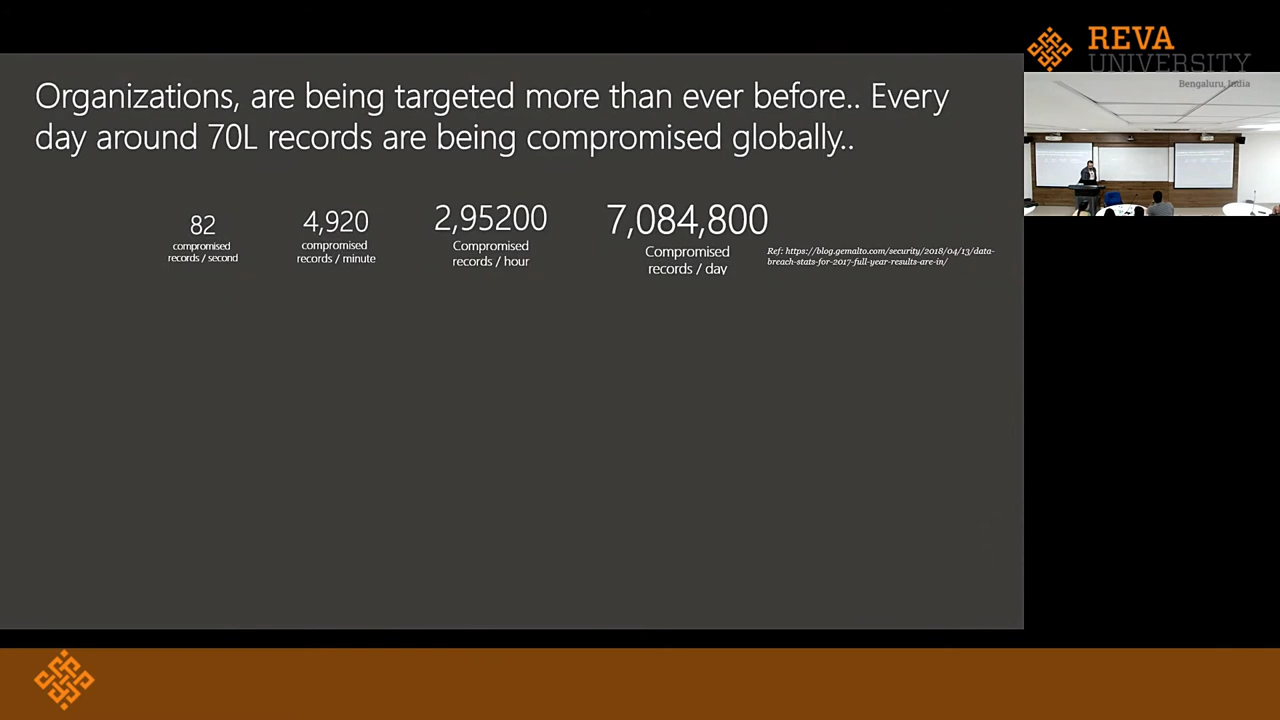 REVA
UNIVERSITY
Bengaluru, India
Organizations, are being targeted more than ever before.. Every
day around 70L records are being compromised globally..
82
compromised
records / second
4,920
compromised
records / minute
2,95200
Compromised
records / hour
7,084,800
Compromised
records / day
Ref: https://blog.gemalto.com/security/2018/04/13/data-
breach-stats-for-2017-full-year-results-are-in/